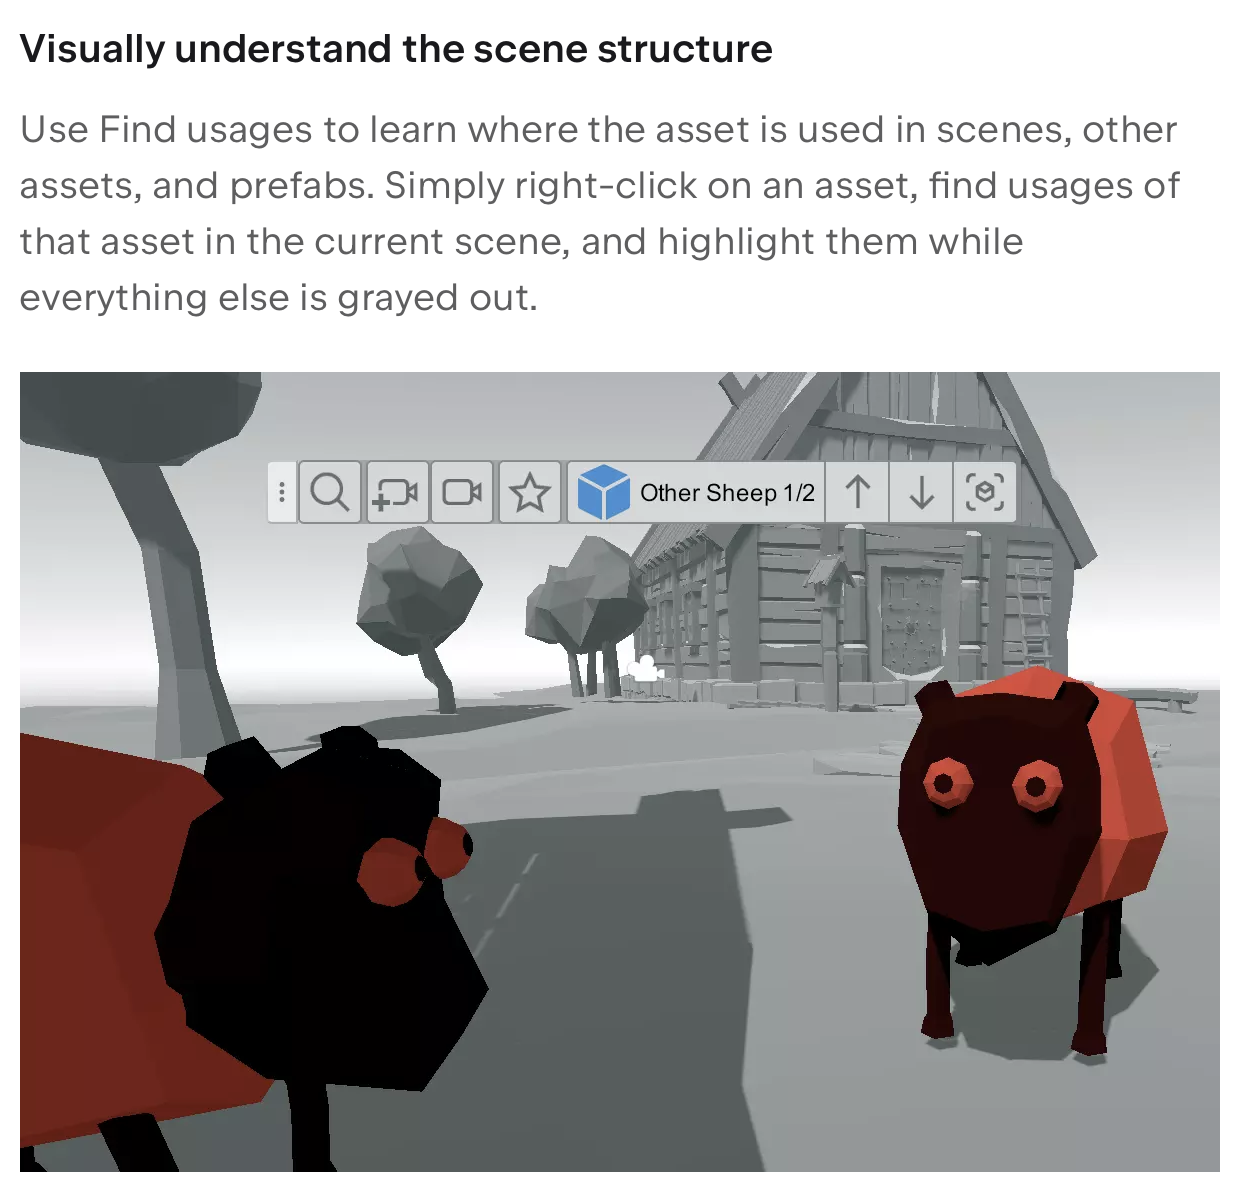 Visually understand the scene structure
Use Find usages to learn where the asset is used in scenes, other
assets, and prefabs. Simply right-click on an asset, find usages of
that asset in the current scene, and highlight them while
everything else is grayed out.
Other Sheep 1/2